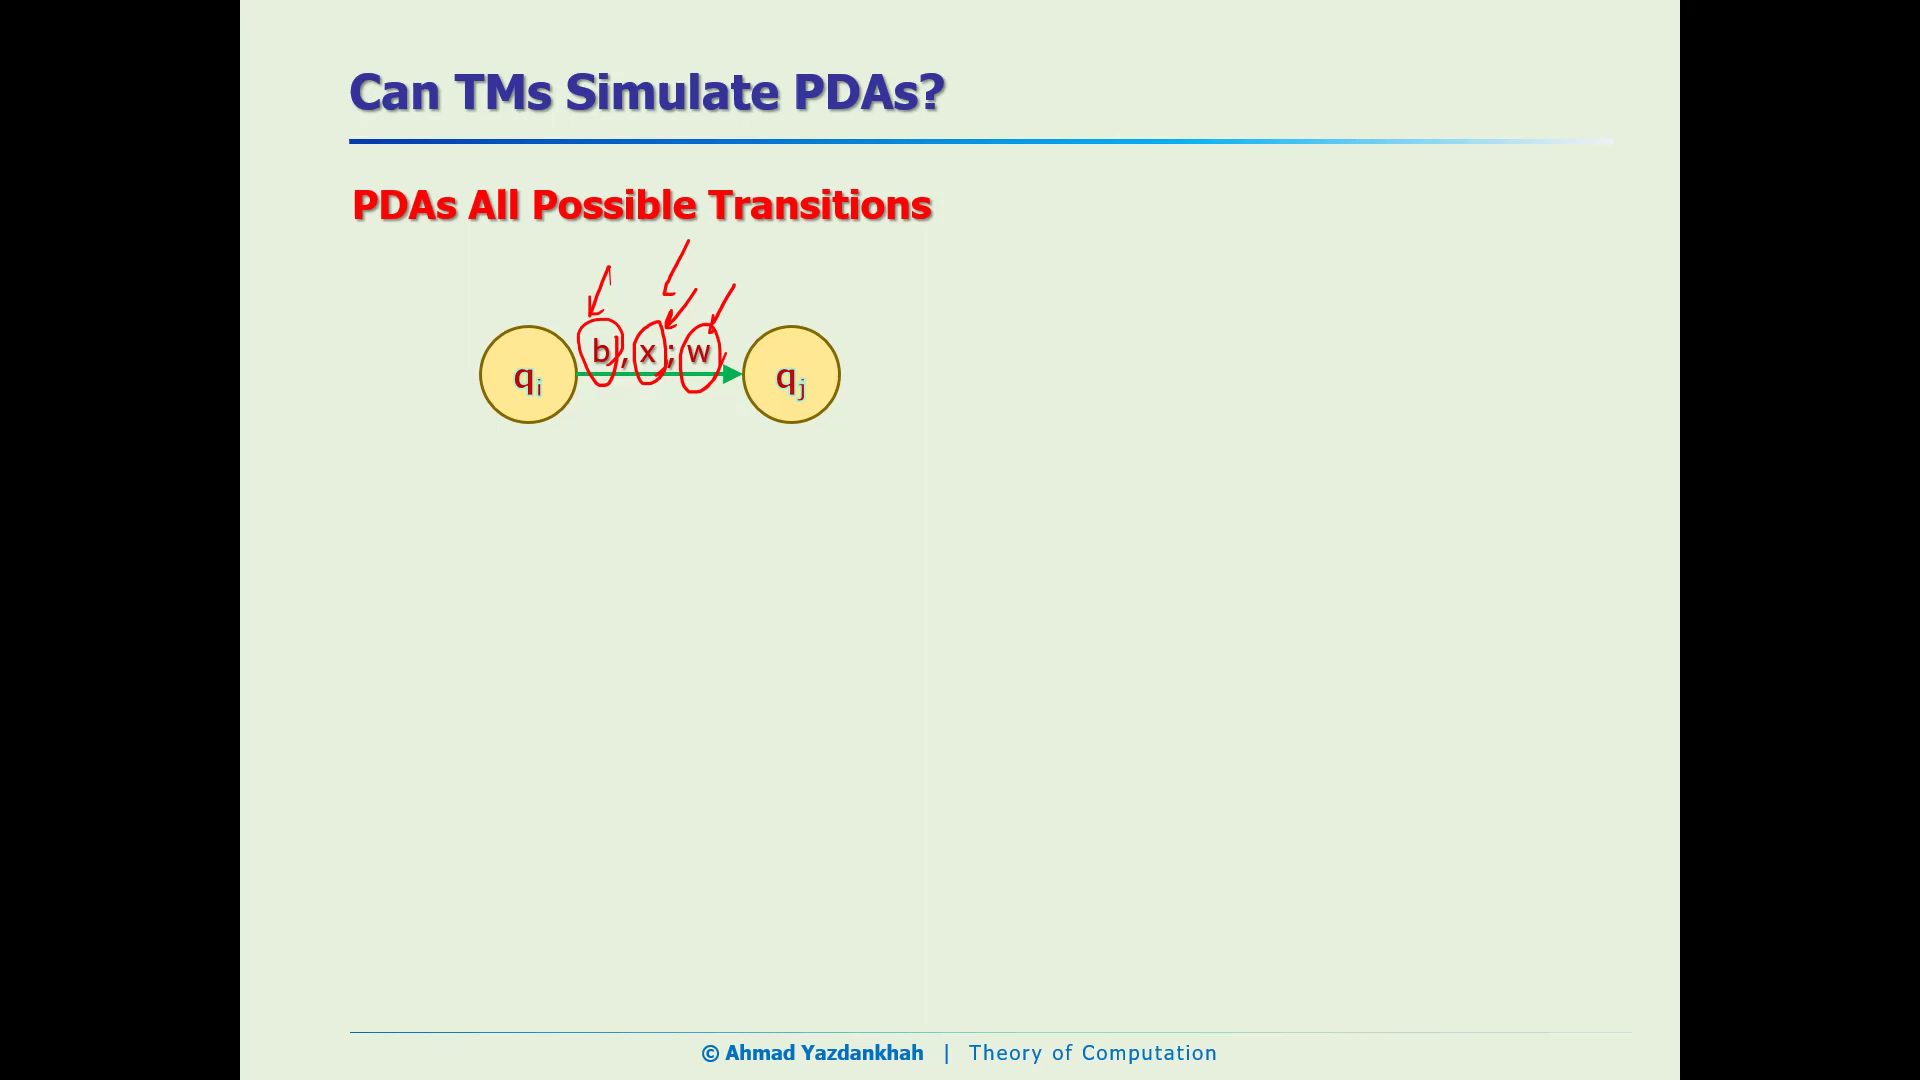 Can TMs Simulate PDAs?
PDAs All Possible Transitions
b , x ; w
qi qj
© Ahmad Yazdankhah | Theory of Computation